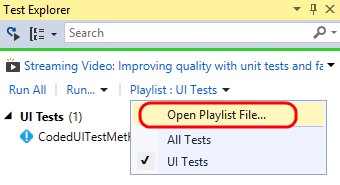 Test Explorer
Search
Streaming Video: Improving quality with unit tests and fa
Run All | Run... | Playlist : UI Tests
Open Playlist File...
UI Tests (1)
All Tests
CodedUITestMeth
UI Tests